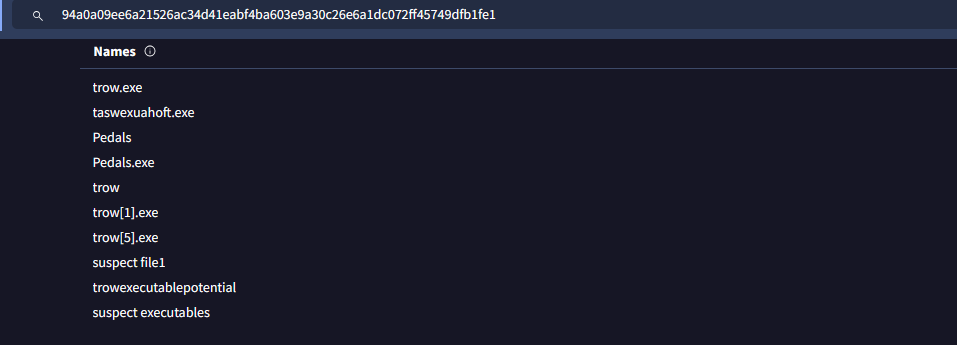 94a0a09ee6a21526ac34d41eabf4ba603e9a30c26e6a1dc072ff45749dfb1fe1
Names
trow.exe
taswexuahoft.exe
Pedals
Pedals.exe
trow
trow[1].exe
trow[5].exe
suspect file1
trowexecutablepotential
suspect executables